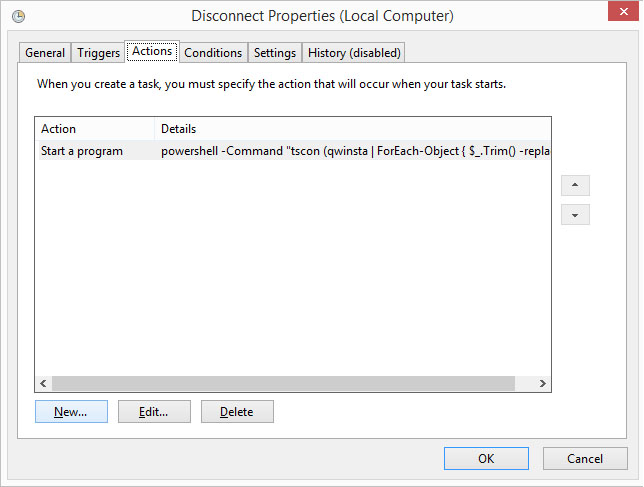 Disconnect Properties (Local Computer)
General Triggers Actions Conditions Settings History (disabled)
When you create a task, you must specify the action that will occur when your task starts.
Action Details
Start a program powershell -Command "tscon (qwinsta | ForEach-Object { $_.Trim() -repla
New... Edit... Delete
OK Cancel